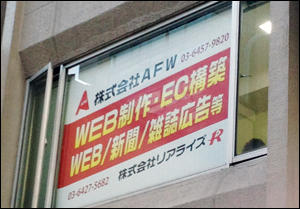 A 株式会社AFW 03-6457-9820
WEB制作・EC構築
WEB/新聞/雑誌広告等
03-6427-5682 株式会社リアライズ R